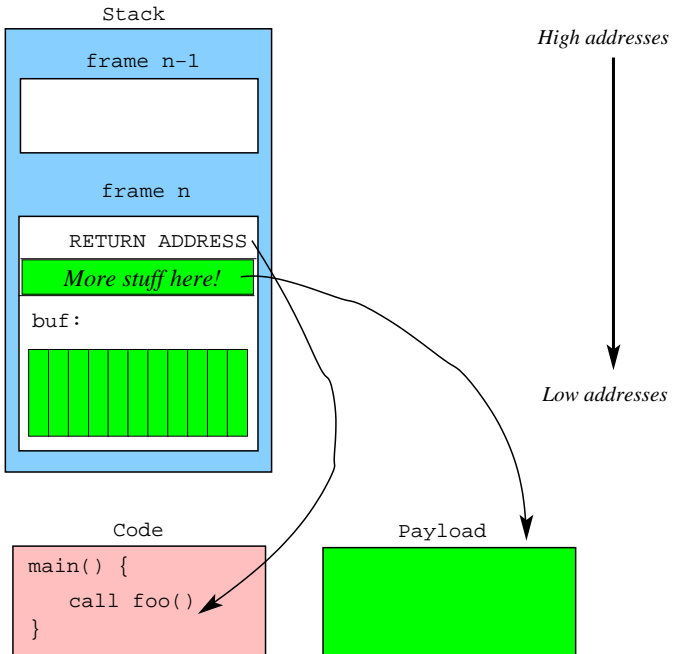 Stack
High addresses
frame n-1
frame n
RETURN ADDRESS
More stuff here!
buf:
Low addresses
Code
Payload
main() {
call foo()
}